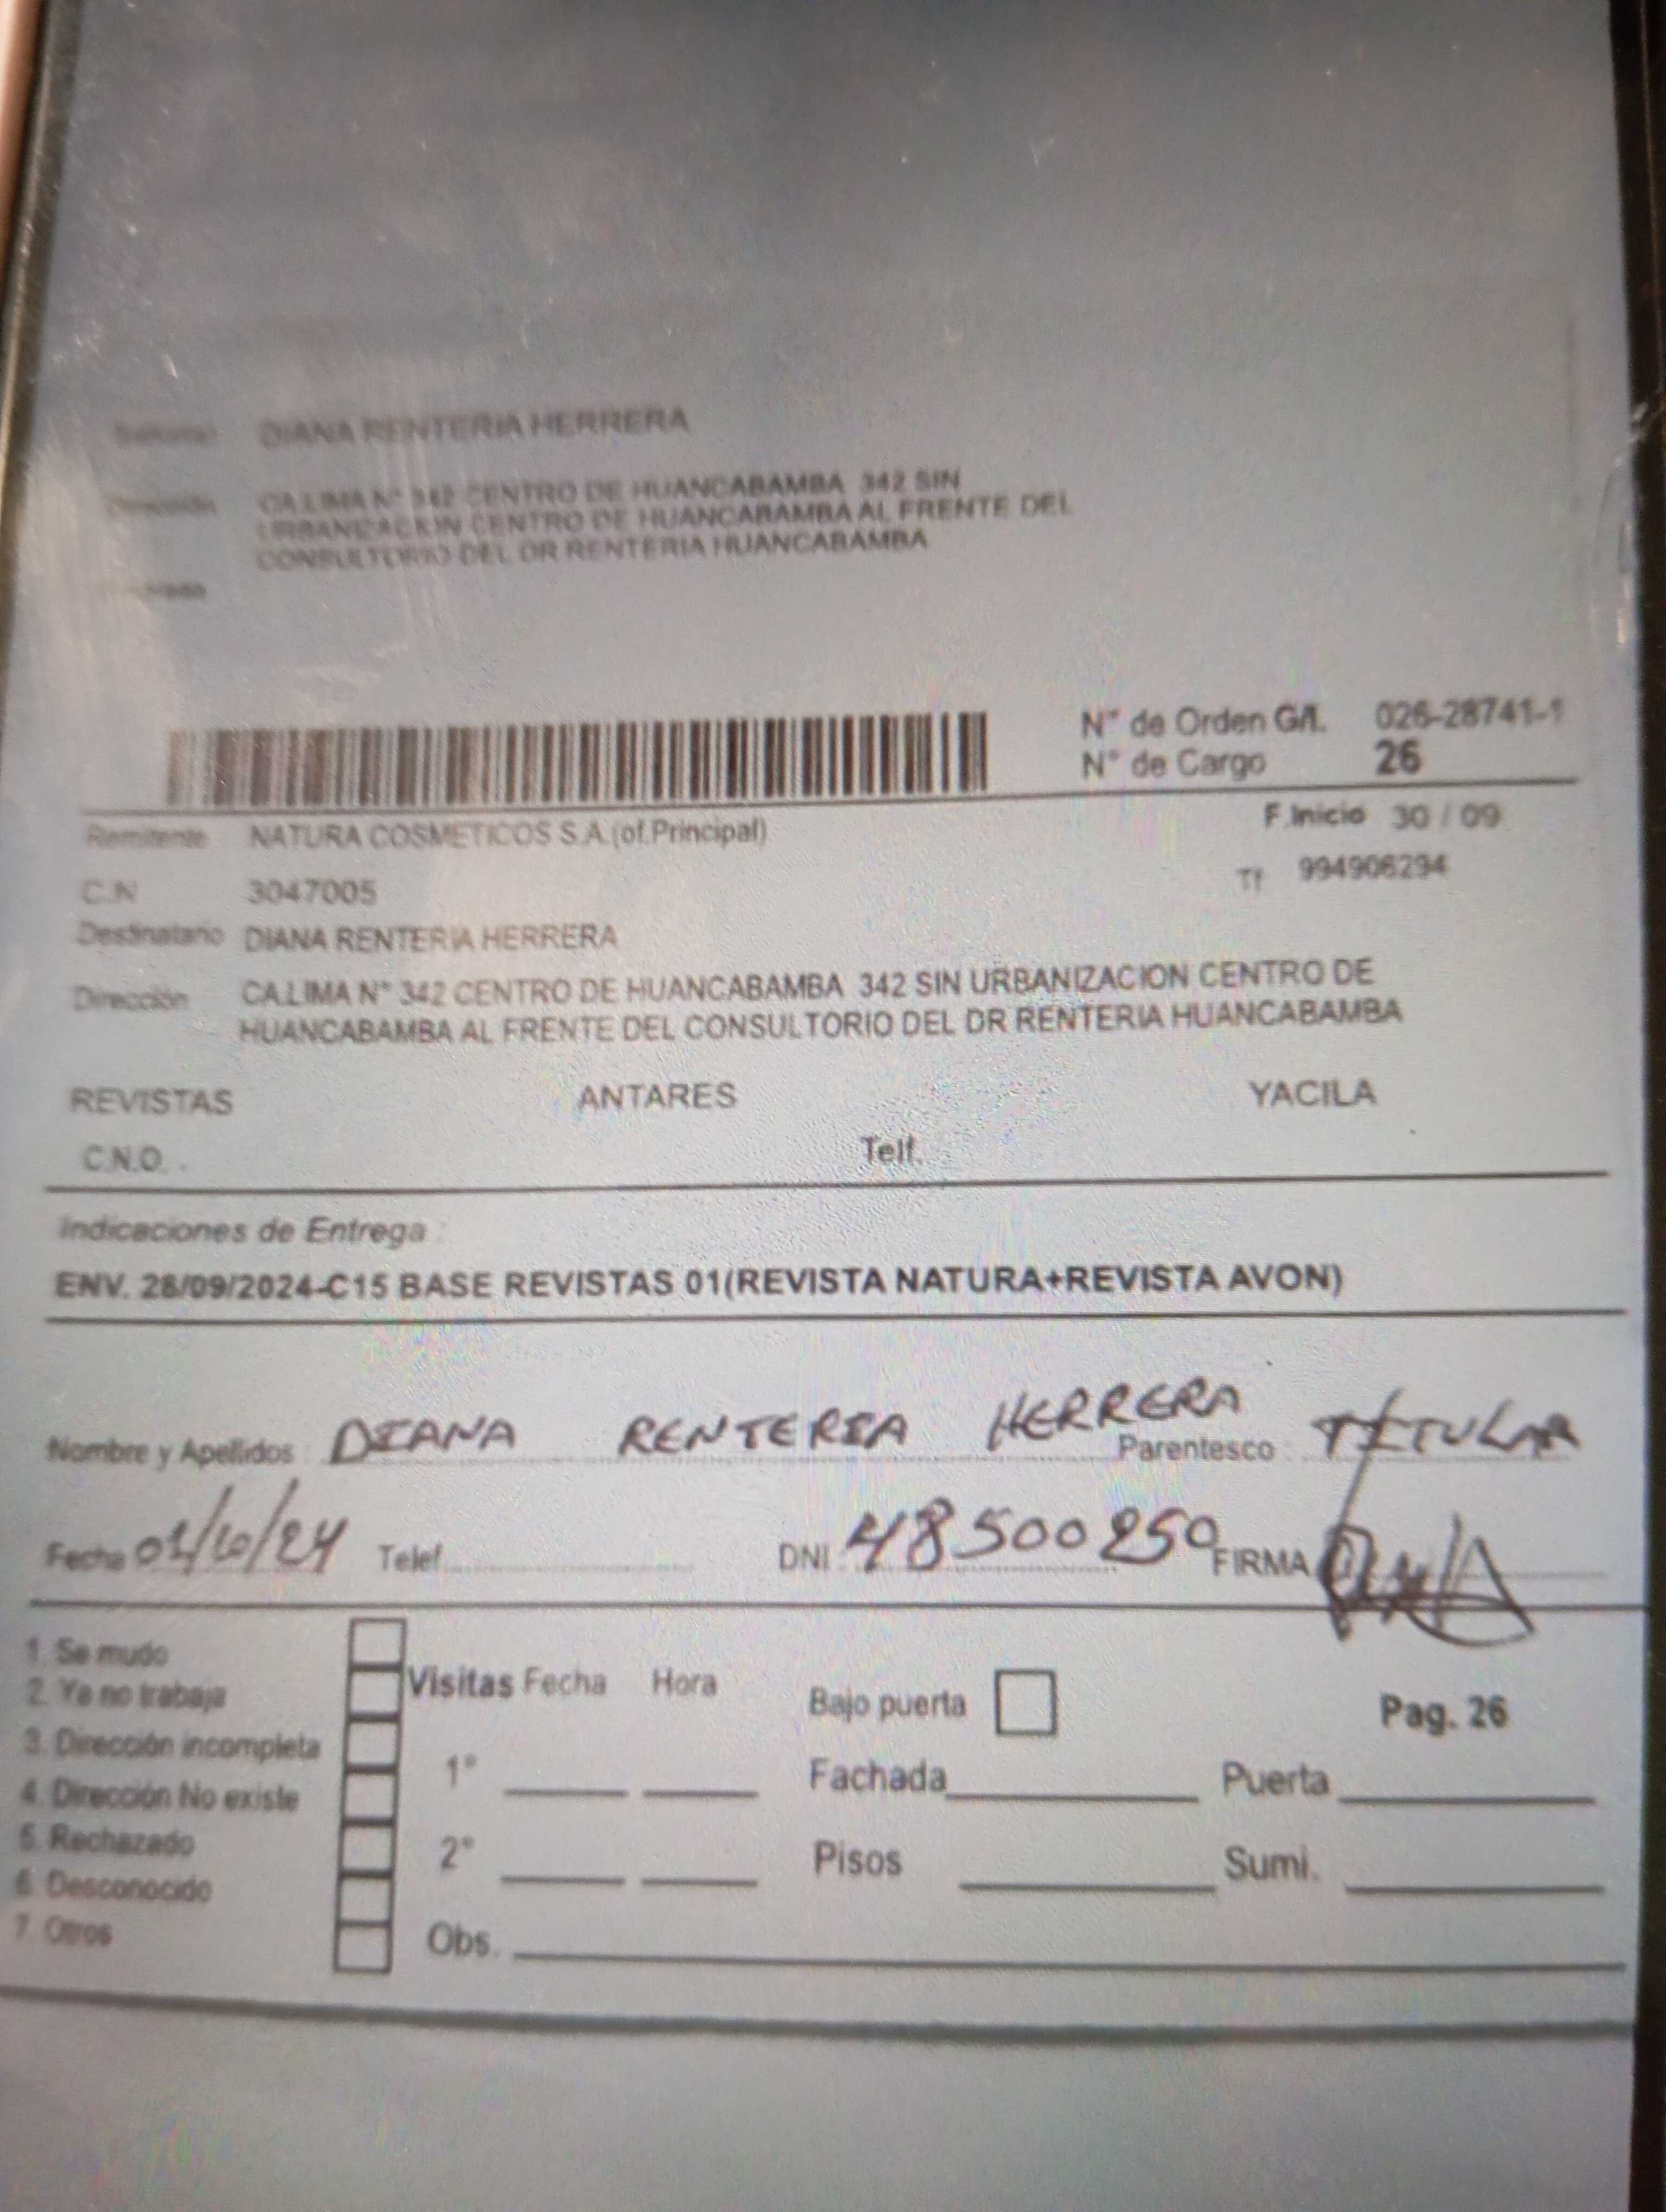 DIANA RENTERIA HERRERA
CA.LIMA N° 342 CENTRO DE HUANCABAMBA 342 SIN
URBANIZACION CENTRO DE HUANCABAMBA AL FRENTE DEL
CONSULTORIO DEL DR RENTERIA HUANCABAMBA
N° de Orden G/I. 026-28741-1
N° de Cargo 26
F.Inicio 30 / 09
Remitente NATURA COSMETICOS S.A.(of.Principal)
Tf 994906294
C.N 3047005
Destinatario DIANA RENTERIA HERRERA
Dirección CA.LIMA N° 342 CENTRO DE HUANCABAMBA 342 SIN URBANIZACION CENTRO DE
HUANCABAMBA AL FRENTE DEL CONSULTORIO DEL DR RENTERIA HUANCABAMBA
REVISTAS ANTARES YACILA
C.N.O. . Telf.
Indicaciones de Entrega :
ENV. 28/09/2024-C15 BASE REVISTAS 01(REVISTA NATURA+REVISTA AVON)
Nombre y Apellidos : DIANA RENTERIA HERRERA Parentesco : TITULAR
Fecha Telef DNI 48500250 FIRMA
1. Se mudo
2. Ya no trabaja
3. Dirección incompleta
4. Dirección No existe
5. Rechazado
6. Desconocido
7. Otros
Visitas Fecha Hora
1°
2°
Obs.
Bajo puerta Pag. 26
Fachada Puerta
Pisos Sumi.